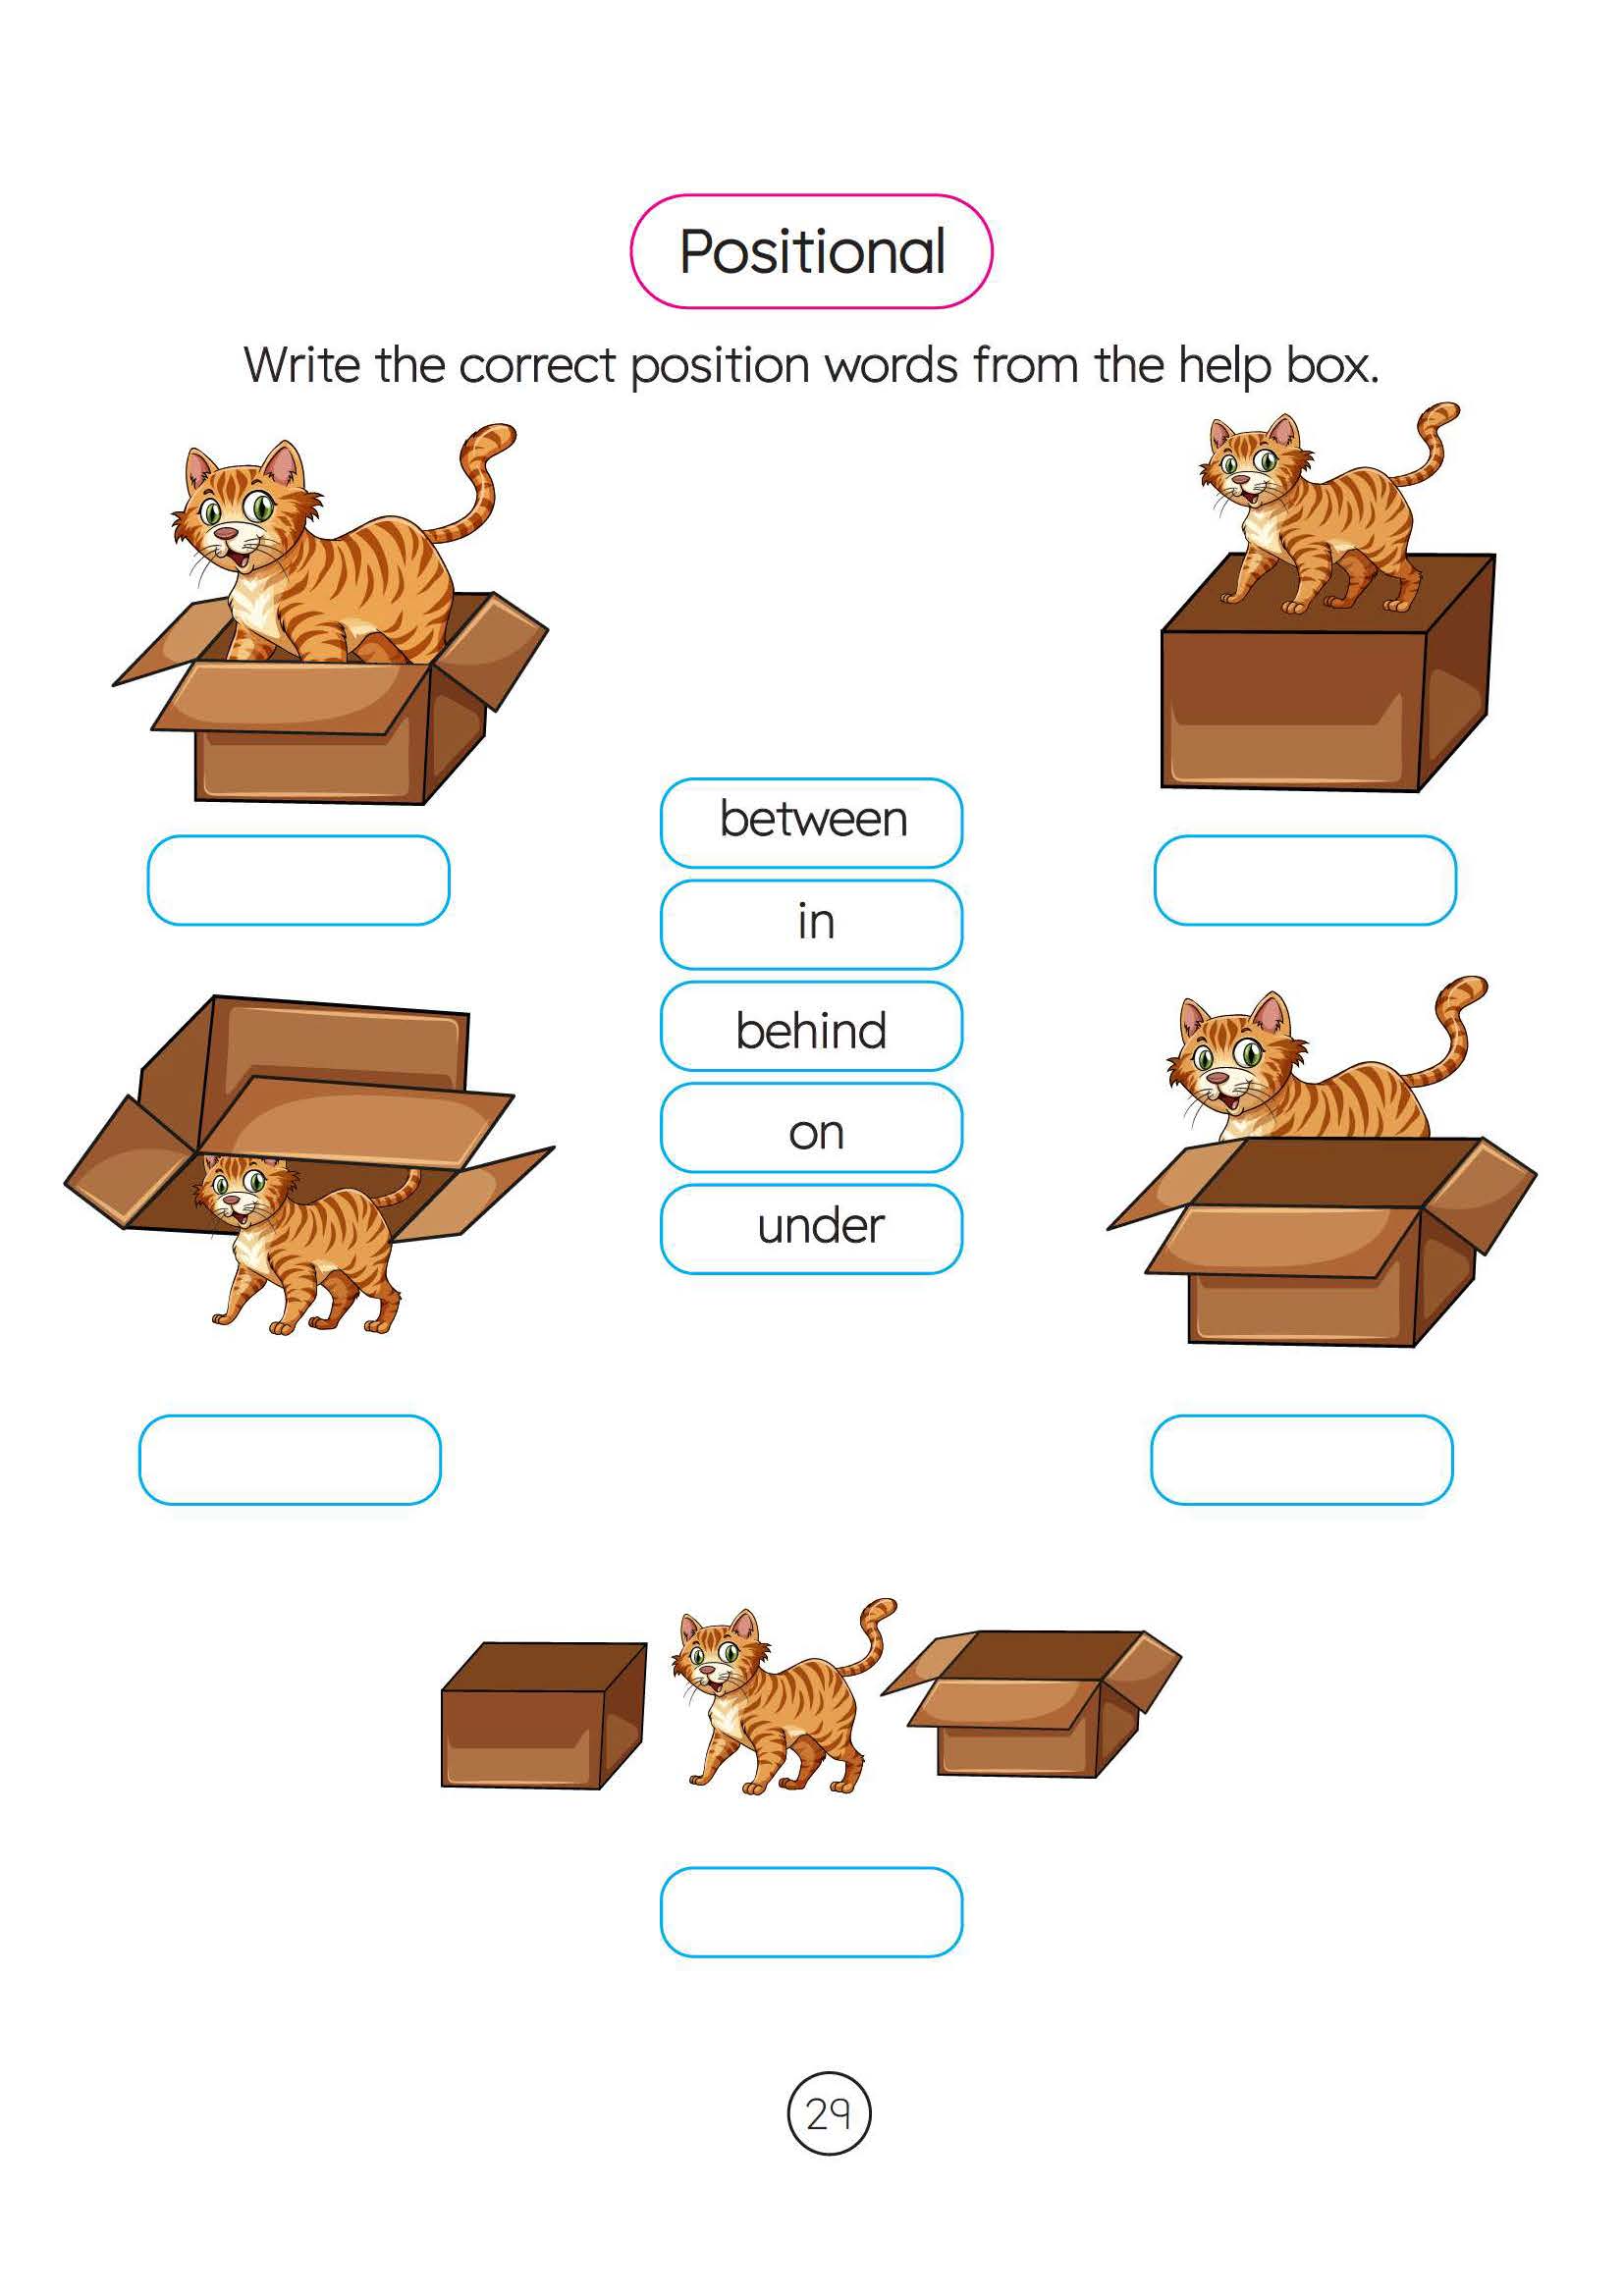 Positional
Write the correct position words from the help box.
between
in
behind
on
under
29